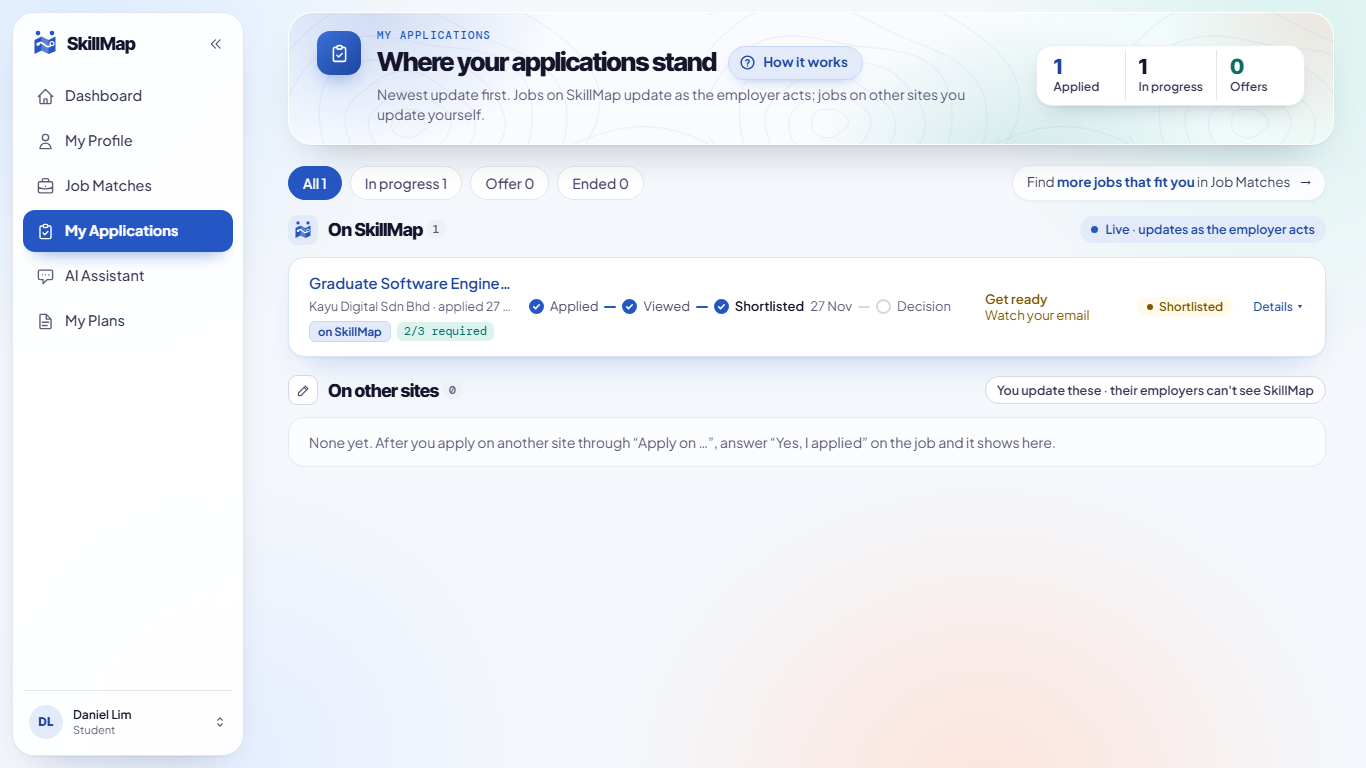 SkillMap
Dashboard
My Profile
Job Matches
My Applications
AI Assistant
My Plans
DL
Daniel Lim
Student
MY APPLICATIONS
Where your applications stand
How it works
Newest update first. Jobs on SkillMap update as the employer acts; jobs on other sites you
update yourself.
1
Applied
1
In progress
0
Offers
All 1
In progress 1
Offer 0
Ended 0
Find more jobs that fit you in Job Matches →
On SkillMap 1
Live · updates as the employer acts
Graduate Software Engine...
Kayu Digital Sdn Bhd · applied 27 ...
on SkillMap
2/3 required
Applied
Viewed
Shortlisted 27 Nov
Decision
Get ready
Watch your email
Shortlisted
Details
On other sites 0
You update these · their employers can't see SkillMap
None yet. After you apply on another site through “Apply on …”, answer “Yes, I applied” on the job and it shows here.